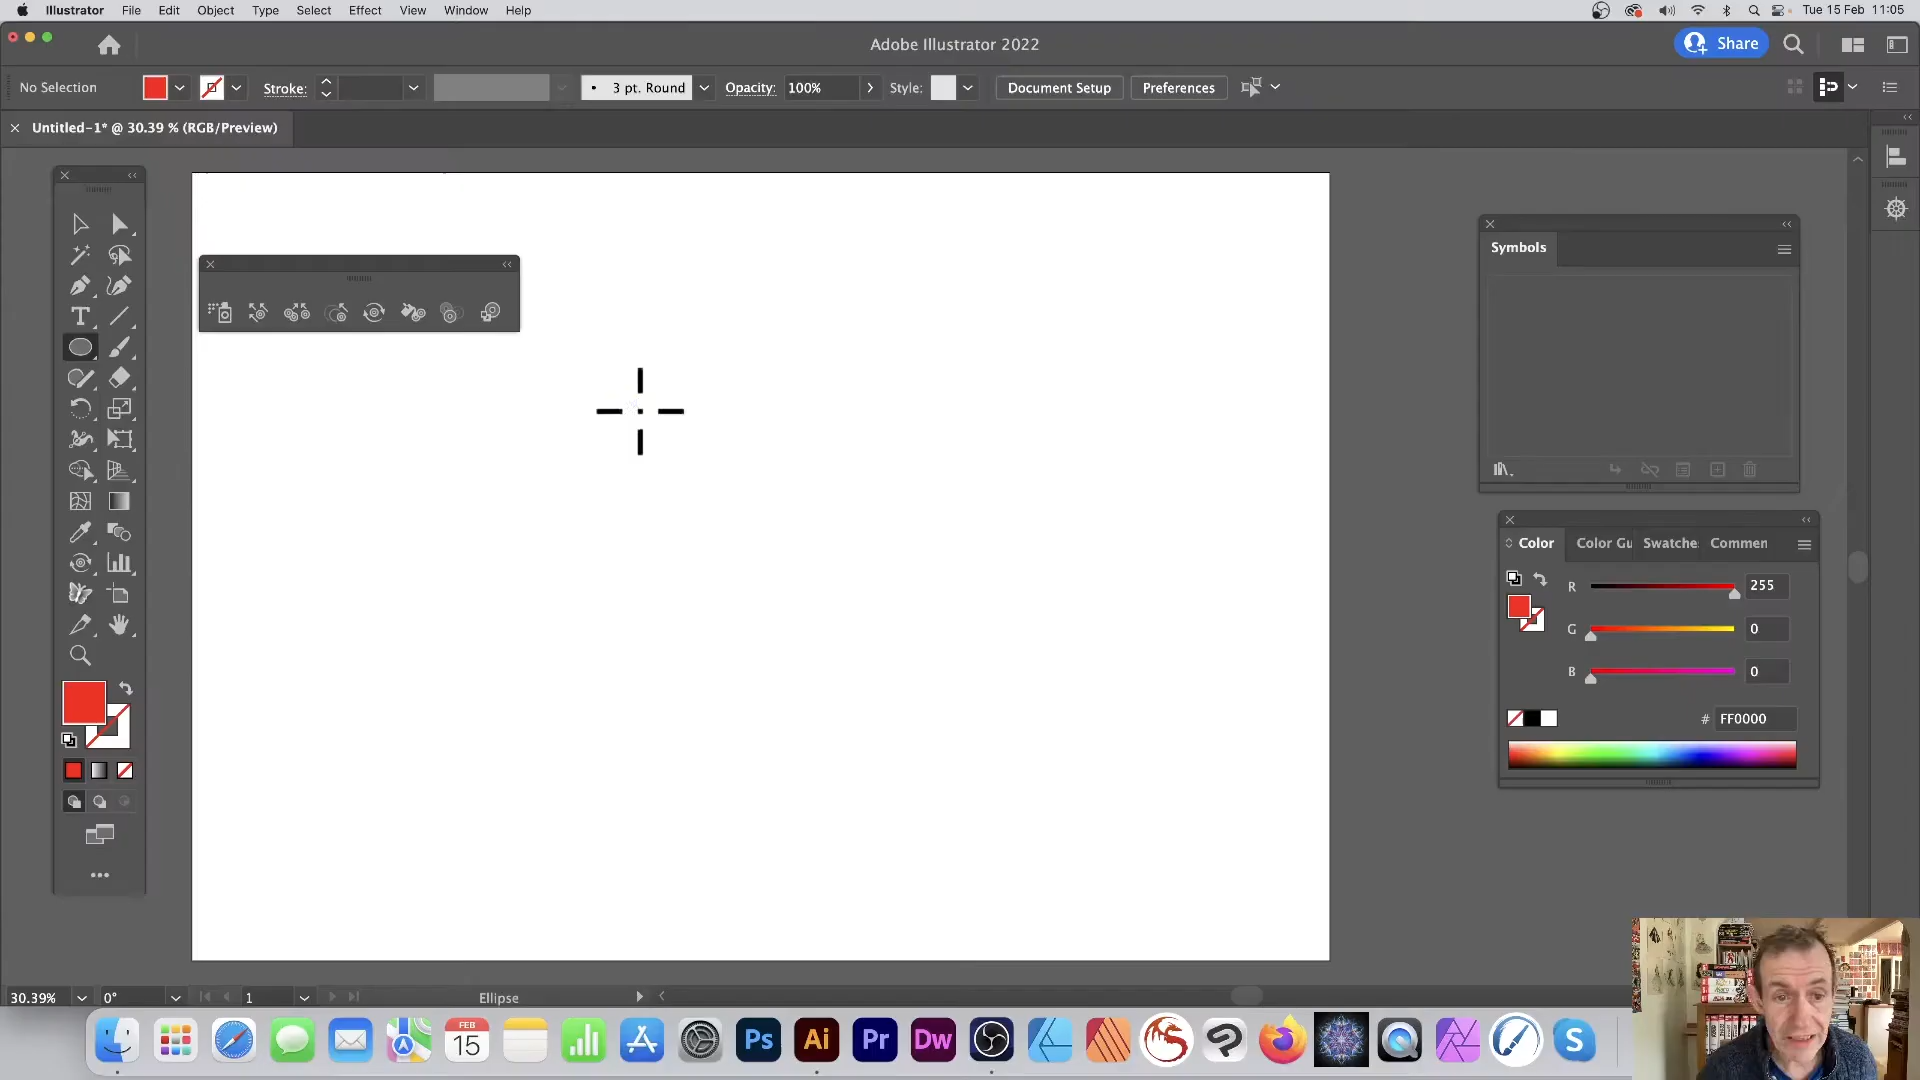 Illustrator File Edit Object Type Select Effect View Window Help Tue 15 Feb 11:05
Adobe Illustrator 2022
Share
No Selection Stroke: 3 pt. Round Opacity: 100% Style: Document Setup Preferences
Untitled-1* @ 30.39 % (RGB/Preview)
Symbols
Color Color Gu Swatche Commen
R 255
G 0
B 0
# FF0000
30.39% 0° 1 Ellipse
FEB
15
Ps Ai Pr Dw